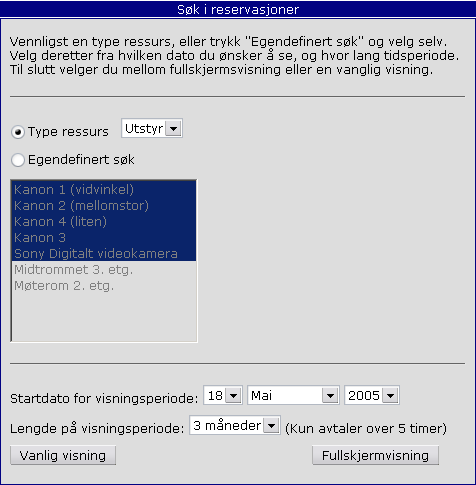 Søk i reservasjoner
Vennligst en type ressurs, eller trykk "Egendefinert søk" og velg selv.
Velg deretter fra hvilken dato du ønsker å se, og hvor lang tidsperiode.
Til slutt velger du mellom fullskjermsvisning eller en vanglig visning.
Type ressurs Utstyr
Egendefinert søk
Kanon 1 (vidvinkel)
Kanon 2 (mellomstor)
Kanon 4 (liten)
Kanon 3
Sony Digitalt videokamera
Midtrommet 3. etg.
Møterom 2. etg.
Startdato for visningsperiode: 18 Mai 2005
Lengde på visningsperiode: 3 måneder (Kun avtaler over 5 timer)
Vanlig visning Fullskjermvisning